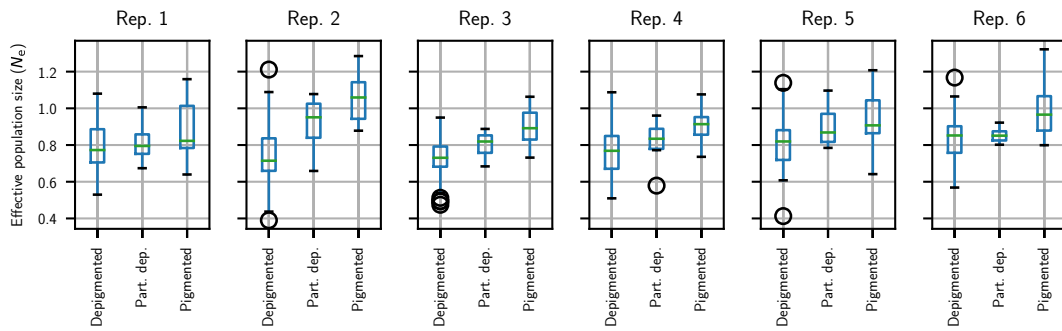 Rep. 1
Rep. 2
Rep. 3
Rep. 4
Rep. 5
Rep. 6
Effective population size (Ne)
1.2
1.0
0.8
0.6
0.4
Depigmented
Part. dep.
Pigmented
Depigmented
Part. dep.
Pigmented
Depigmented
Part. dep.
Pigmented
Depigmented
Part. dep.
Pigmented
Depigmented
Part. dep.
Pigmented
Depigmented
Part. dep.
Pigmented